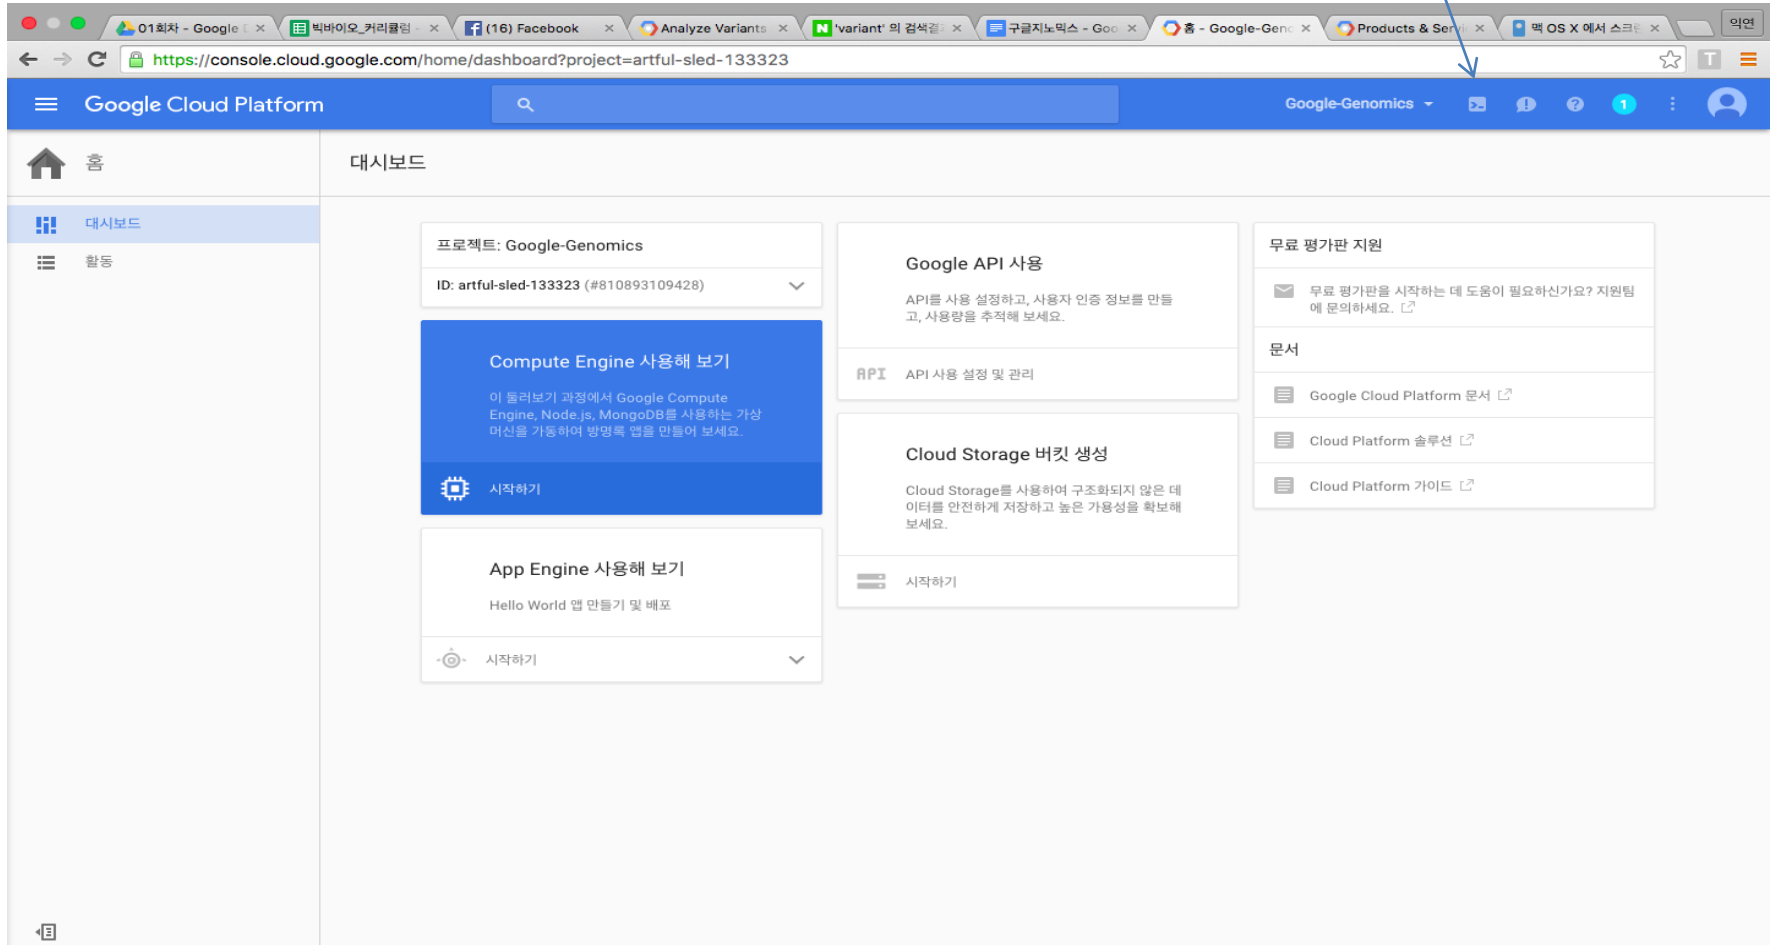 01회차 - Google
빅바이오_커리큘럼 -
(16) Facebook
Analyze Variants
'variant' 의 검색결
구글지노믹스 - Goo
홈 - Google-Geno
Products & Servi
맥 OS X 에서 스크린
익연
https://console.cloud.google.com/home/dashboard?project=artful-sled-133323
T
Google Cloud Platform
Google-Genomics
1
홈
대시보드
대시보드
활동
프로젝트: Google-Genomics
ID: artful-sled-133323 (#810893109428)
Compute Engine 사용해 보기
이 둘러보기 과정에서 Google Compute
Engine, Node.js, MongoDB를 사용하는 가상
머신을 가동하여 방명록 앱을 만들어 보세요.
시작하기
App Engine 사용해 보기
Hello World 앱 만들기 및 배포
시작하기
Google API 사용
API를 사용 설정하고, 사용자 인증 정보를 만들
고, 사용량을 추적해 보세요.
API API 사용 설정 및 관리
Cloud Storage 버킷 생성
Cloud Storage를 사용하여 구조화되지 않은 데
이터를 안전하게 저장하고 높은 가용성을 확보해
보세요.
시작하기
무료 평가판 지원
무료 평가판을 시작하는 데 도움이 필요하신가요? 지원팀
에 문의하세요.
문서
Google Cloud Platform 문서
Cloud Platform 솔루션
Cloud Platform 가이드